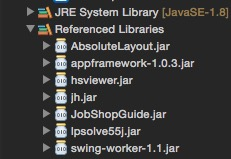 JRE System Library [JavaSE-1.8]
Referenced Libraries
AbsoluteLayout.jar
appframework-1.0.3.jar
hsviewer.jar
jh.jar
JobShopGuide.jar
lpsolve55j.jar
swing-worker-1.1.jar